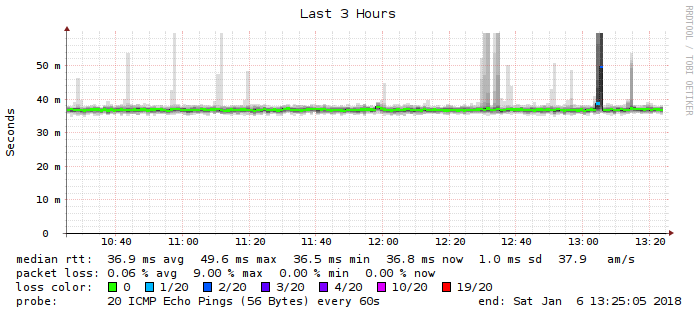 Last 3 Hours
RRDTOOL / TOBI OETIKER
Seconds
50 m
40 m
30 m
20 m
10 m
0
10:40 11:00 11:20 11:40 12:00 12:20 12:40 13:00 13:20
median rtt: 36.9 ms avg 49.6 ms max 36.5 ms min 36.8 ms now 1.0 ms sd 37.9 am/s
packet loss: 0.06 % avg 9.00 % max 0.00 % min 0.00 % now
loss color: 0 1/20 2/20 3/20 4/20 10/20 19/20
probe: 20 ICMP Echo Pings (56 Bytes) every 60s end: Sat Jan 6 13:25:05 2018